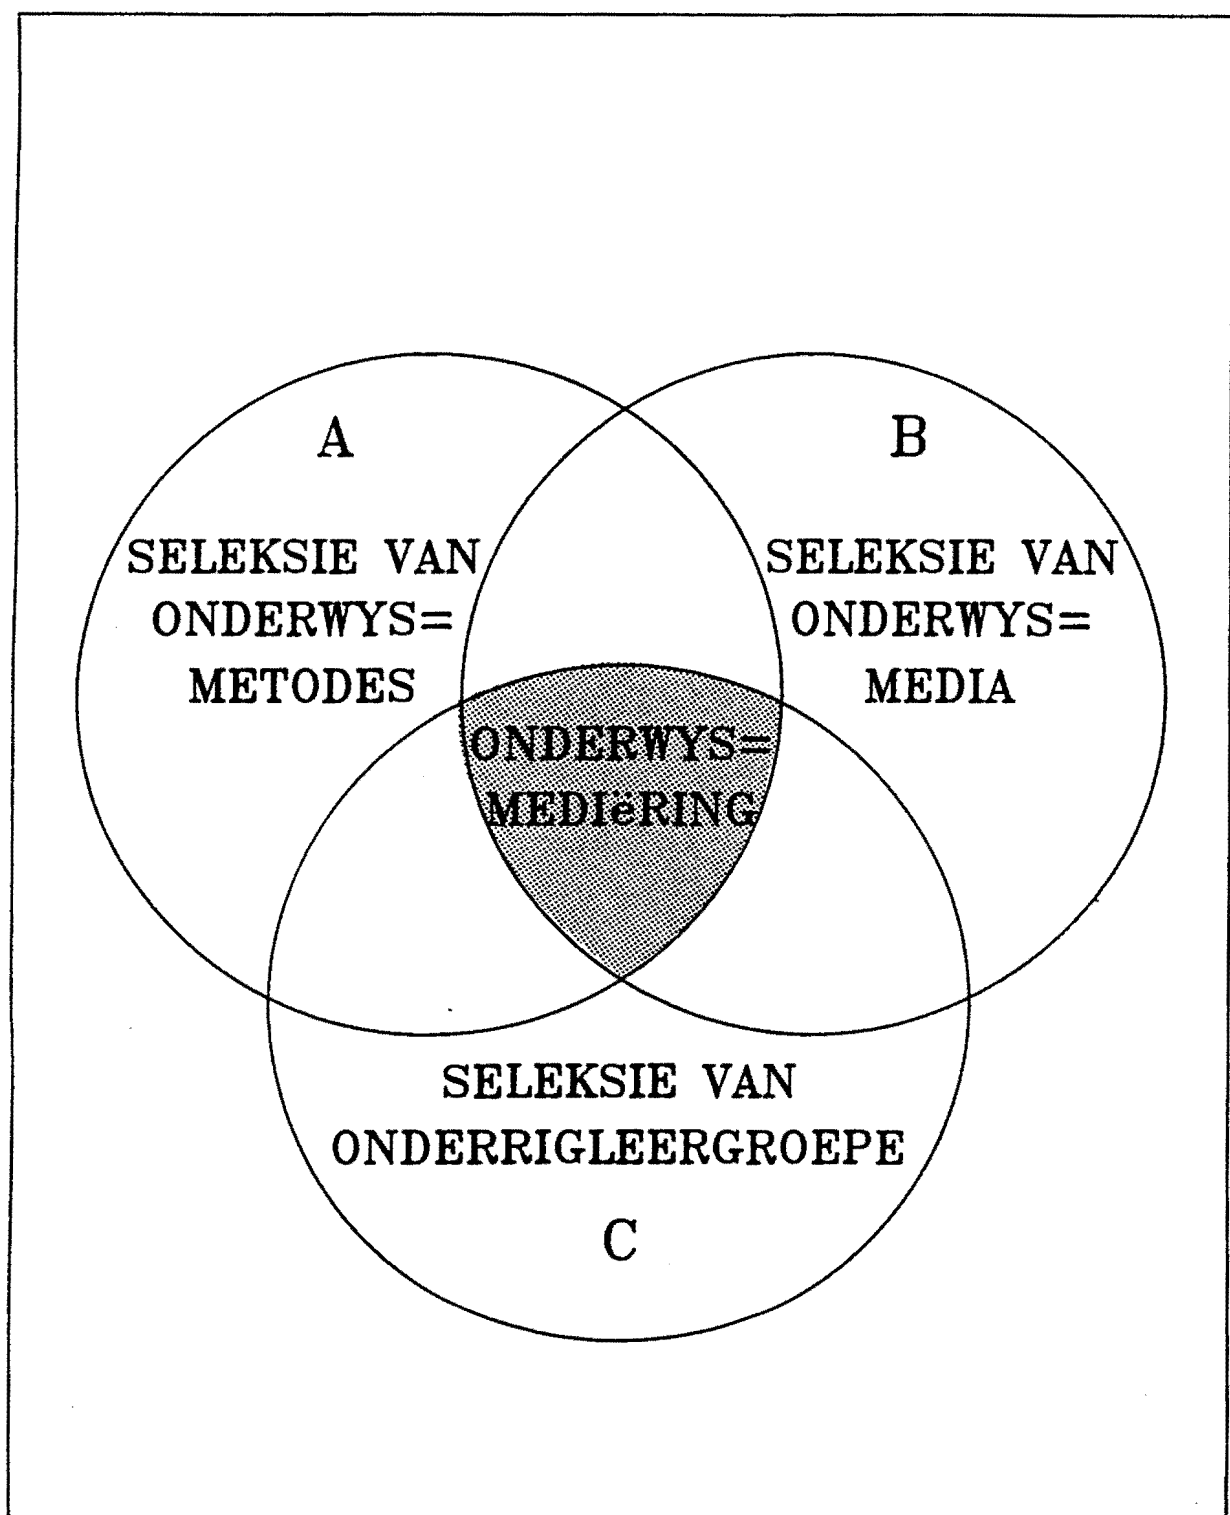 A
SELEKSIE VAN
ONDERWYS=
METODES
B
SELEKSIE VAN
ONDERWYS=
MEDIA
ONDERWYS=
MEDIëRING
SELEKSIE VAN
ONDERRIGLEERGROEPE
C